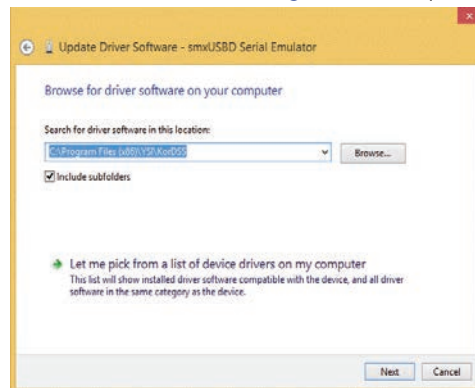 Update Driver Software - smxUSBD Serial Emulator
Browse for driver software on your computer
Search for driver software in this location:
C:\Program Files (x86)\YSI\KorDSS
Browse...
Include subfolders
Let me pick from a list of device drivers on my computer
This list will show installed driver software compatible with the device, and all driver
software in the same category as the device.
Next Cancel